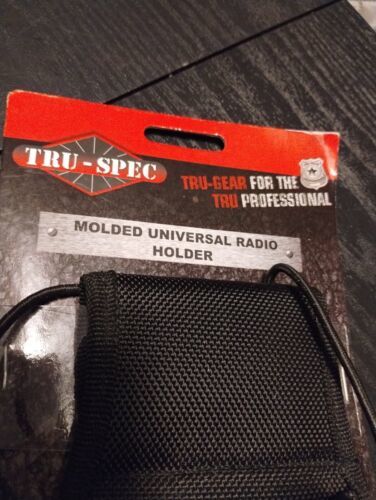 TRU-SPEC
TRU-GEAR FOR THE
TRU PROFESSIONAL
MOLDED UNIVERSAL RADIO
HOLDER